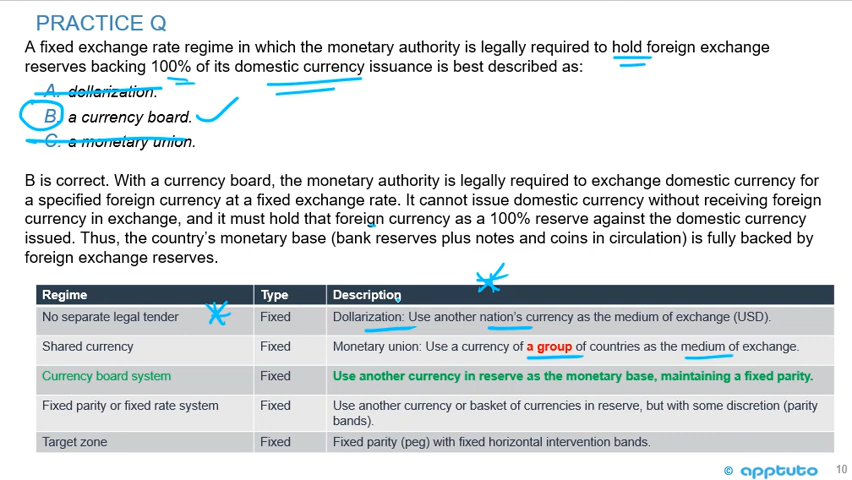 PRACTICE Q
A fixed exchange rate regime in which the monetary authority is legally required to hold foreign exchange
reserves backing 100% of its domestic currency issuance is best described as:
A. dollarization.
B. a currency board.
C. a monetary union.
B is correct. With a currency board, the monetary authority is legally required to exchange domestic currency for
a specified foreign currency at a fixed exchange rate. It cannot issue domestic currency without receiving foreign
currency in exchange, and it must hold that foreign currency as a 100% reserve against the domestic currency
issued. Thus, the country's monetary base (bank reserves plus notes and coins in circulation) is fully backed by
foreign exchange reserves.
Regime Type Description
No separate legal tender Fixed Dollarization: Use another nation's currency as the medium of exchange (USD).
Shared currency Fixed Monetary union: Use a currency of a group of countries as the medium of exchange.
Currency board system Fixed Use another currency in reserve as the monetary base, maintaining a fixed parity.
Fixed parity or fixed rate system Fixed Use another currency or basket of currencies in reserve, but with some discretion (parity
bands).
Target zone Fixed Fixed parity (peg) with fixed horizontal intervention bands.
© apptuto 10